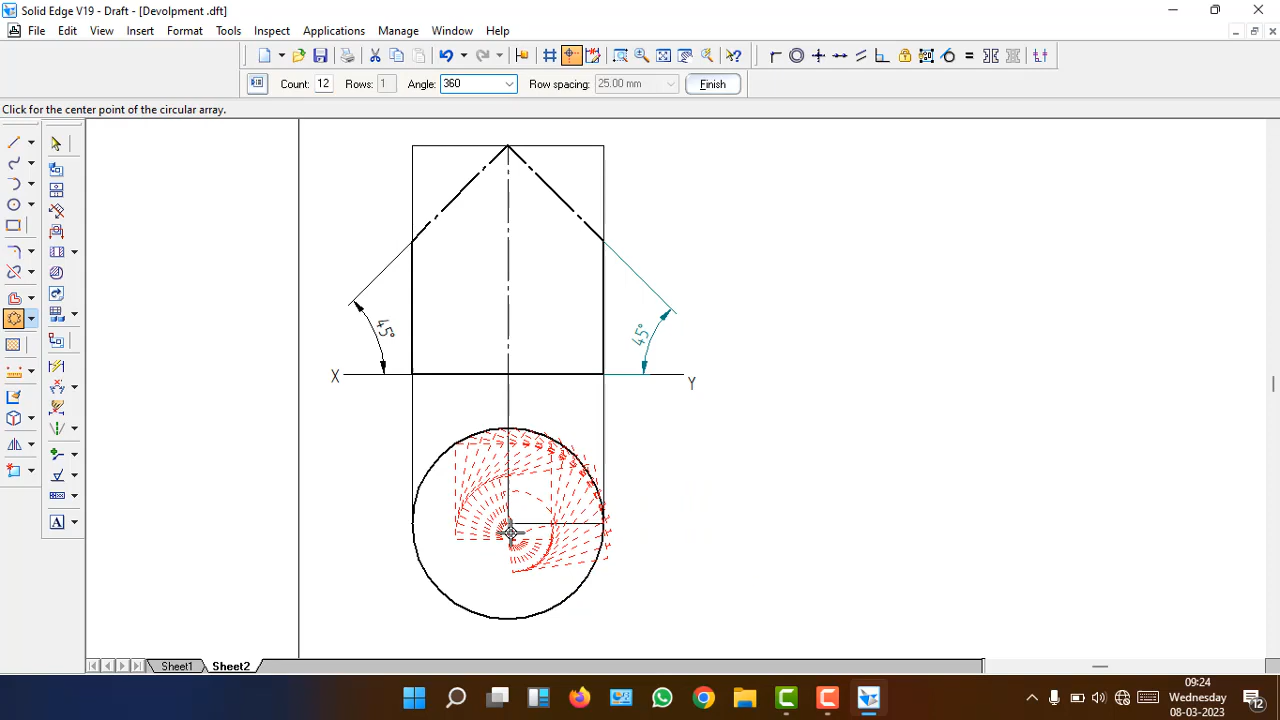 Solid Edge V19 - Draft - [Devolpment .dft]
File Edit View Insert Format Tools Inspect Applications Manage Window Help
Count: 12 Rows: 1 Angle: 360 Row spacing: 25.00 mm Finish
Click for the center point of the circular array.
45°
45°
X
Y
A
Sheet1 Sheet2
09:24
Wednesday
08-03-2023
12